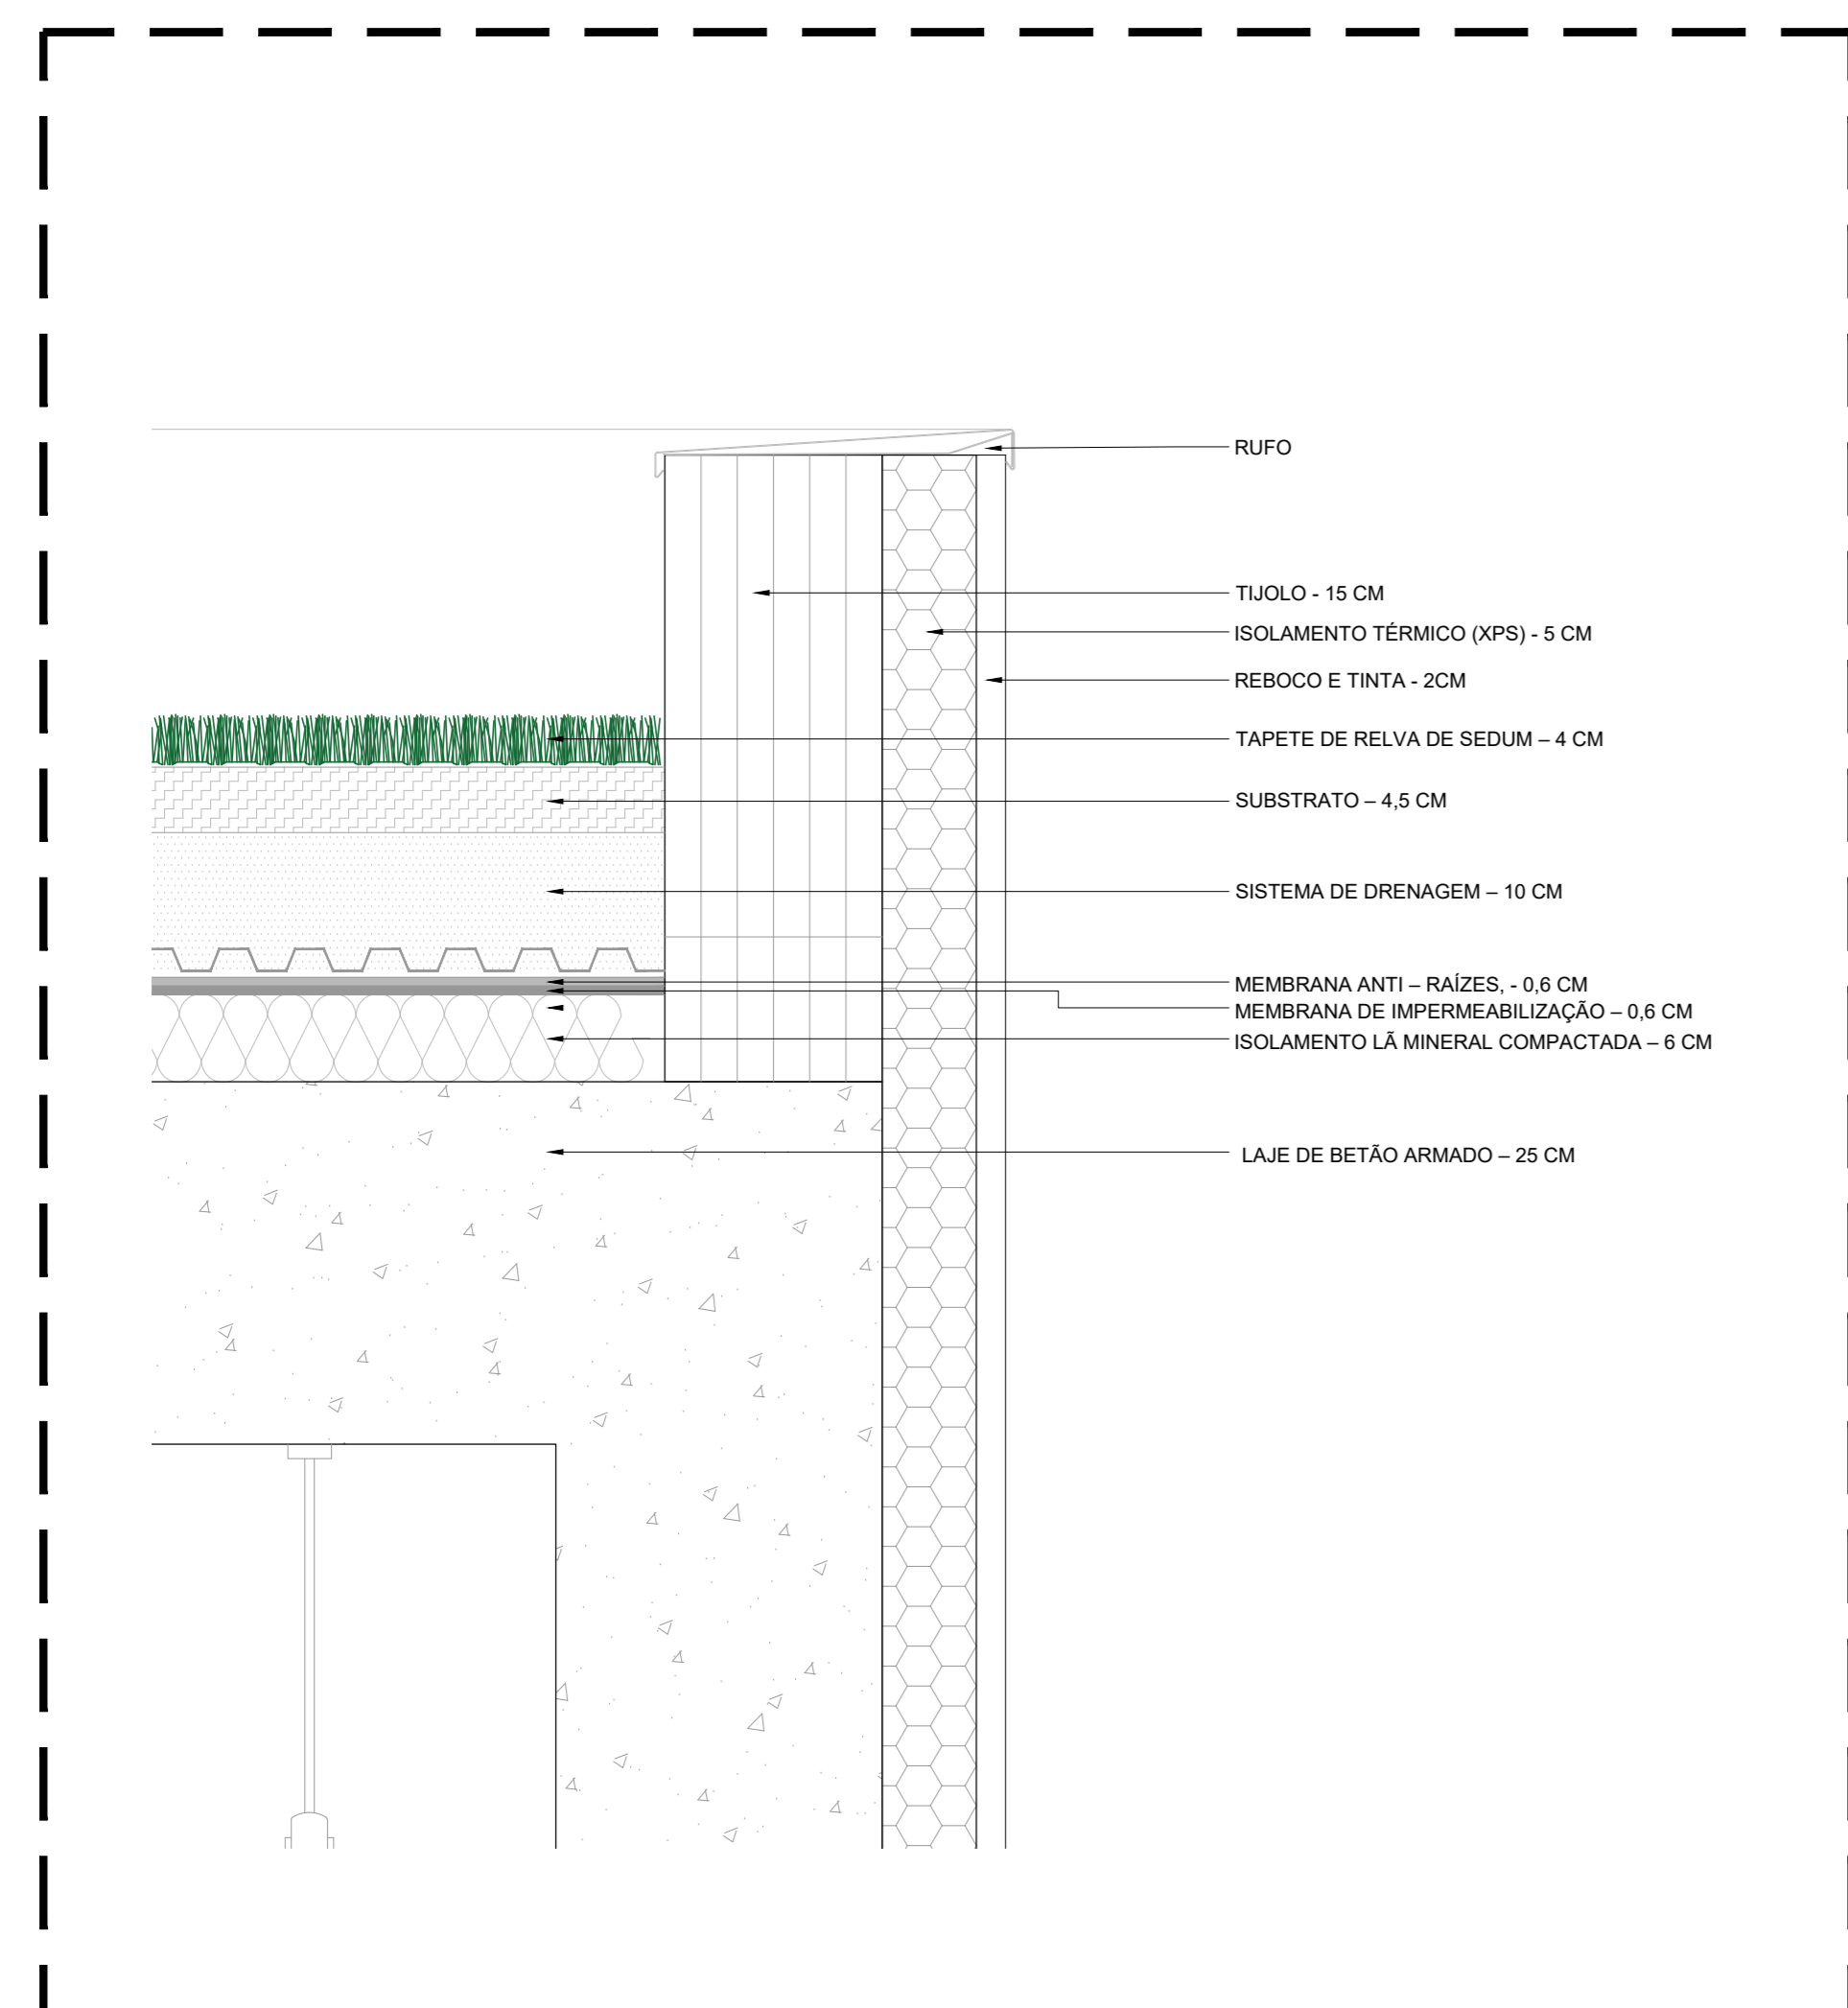 RUFO
TIJOLO - 15 CM
ISOLAMENTO TÉRMICO (XPS) - 5 CM
REBOCO E TINTA - 2CM
TAPETE DE RELVA DE SEDUM – 4 CM
SUBSTRATO – 4,5 CM
SISTEMA DE DRENAGEM – 10 CM
MEMBRANA ANTI – RAÍZES, - 0,6 CM
MEMBRANA DE IMPERMEABILIZAÇÃO – 0,6 CM
ISOLAMENTO LÃ MINERAL COMPACTADA – 6 CM
LAJE DE BETÃO ARMADO – 25 CM